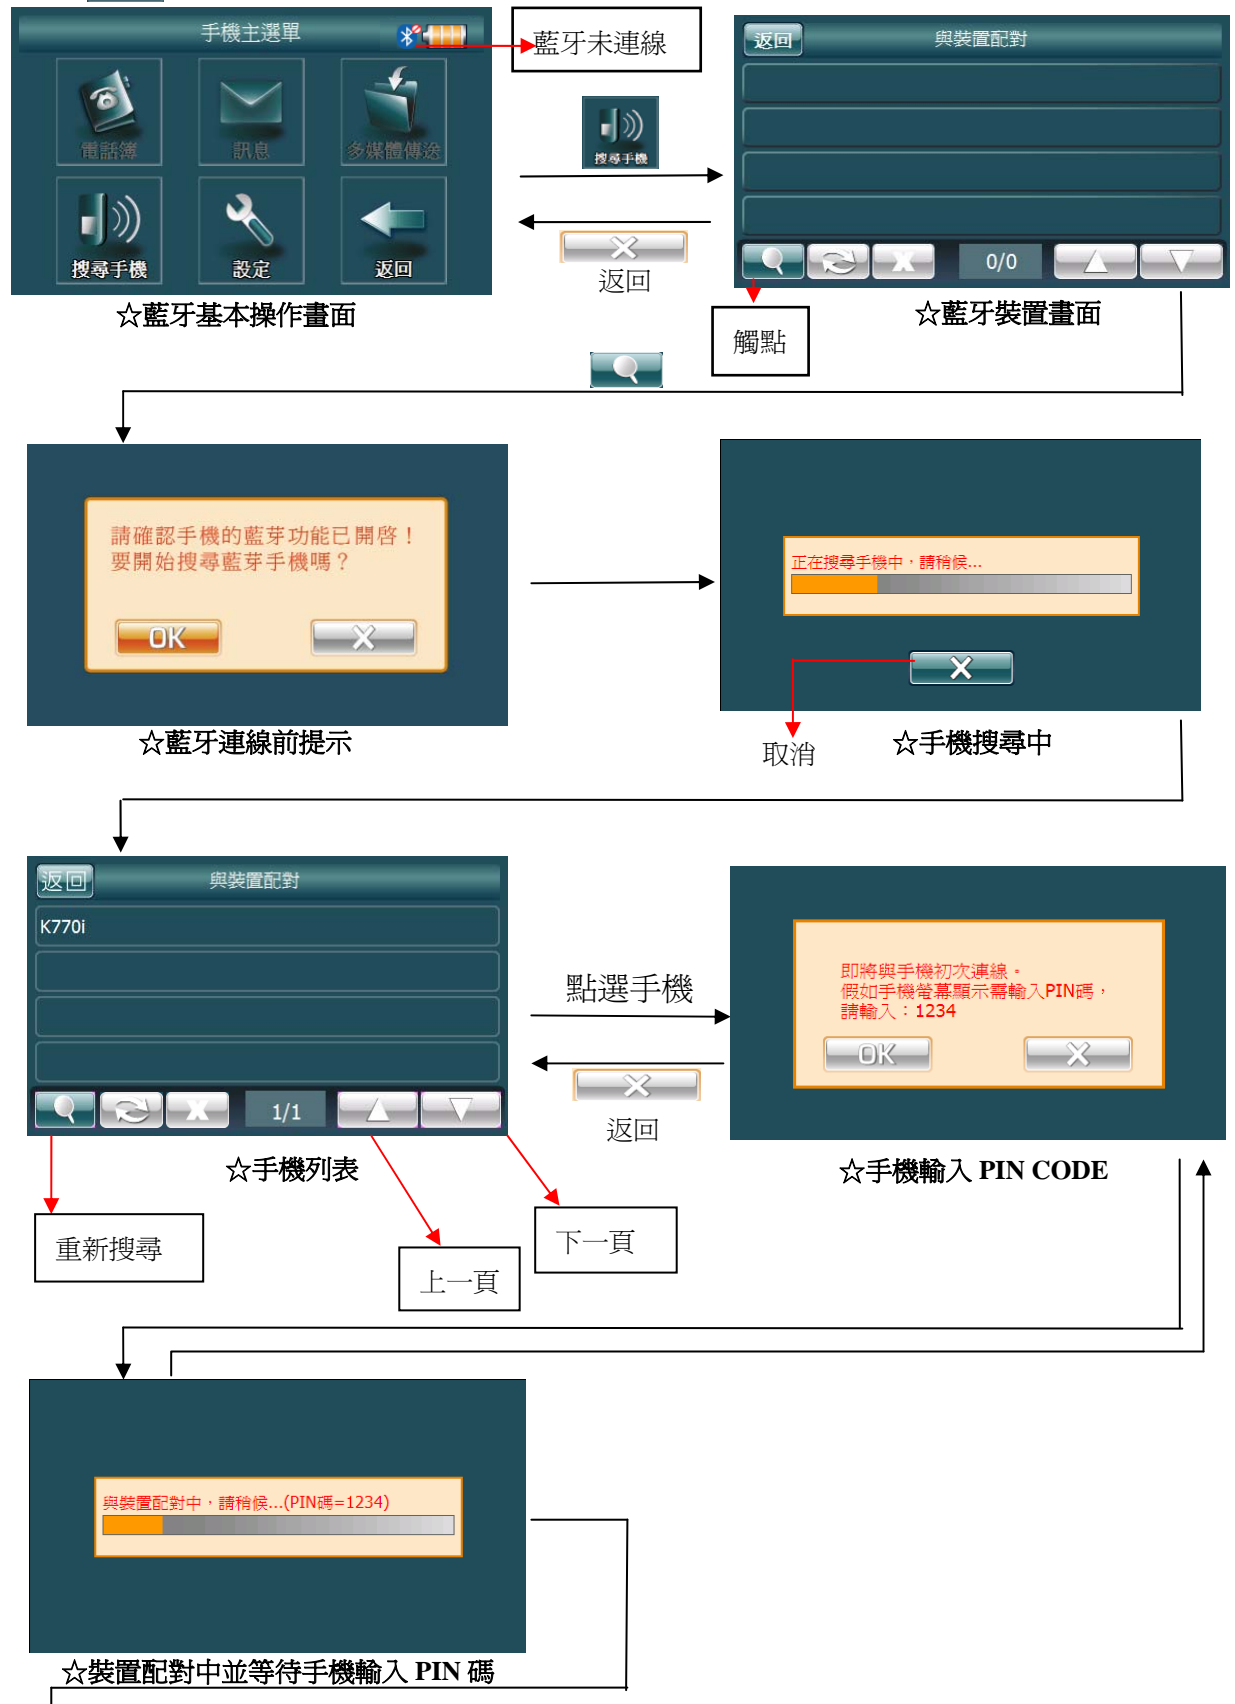 手機主選單
電話簿
訊息
多媒體傳送
搜尋手機
設定
返回
藍牙未連線
搜尋手機
返回
返回
與裝置配對
0/0
☆藍牙基本操作畫面
☆藍牙裝置畫面
觸點
請確認手機的藍芽功能已開啓！
要開始搜尋藍芽手機嗎？
OK
正在搜尋手機中，請稍候...
取消
☆藍牙連線前提示
☆手機搜尋中
返回
與裝置配對
K770i
1/1
點選手機
返回
即將與手機初次連線。
假如手機螢幕顯示需輸入PIN碼，
請輸入：1234
OK
☆手機列表
☆手機輸入 PIN CODE
重新搜尋
上一頁
下一頁
與裝置配對中，請稍候...(PIN碼=1234)
☆裝置配對中並等待手機輸入 PIN 碼